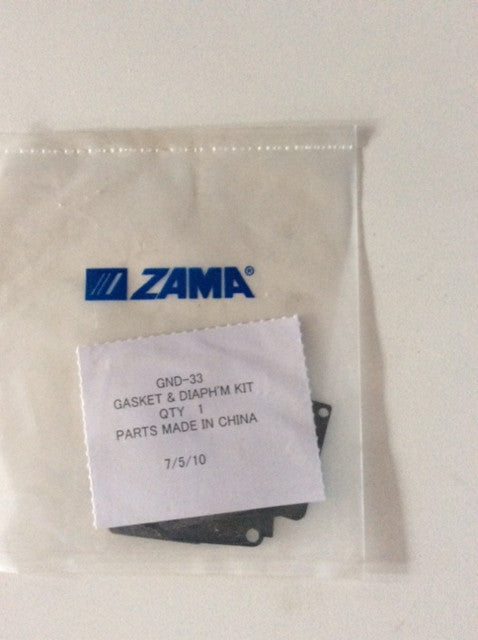 ZAMA®
GND-33
GASKET & DIAPH'M KIT
QTY 1
PARTS MADE IN CHINA
7/5/10